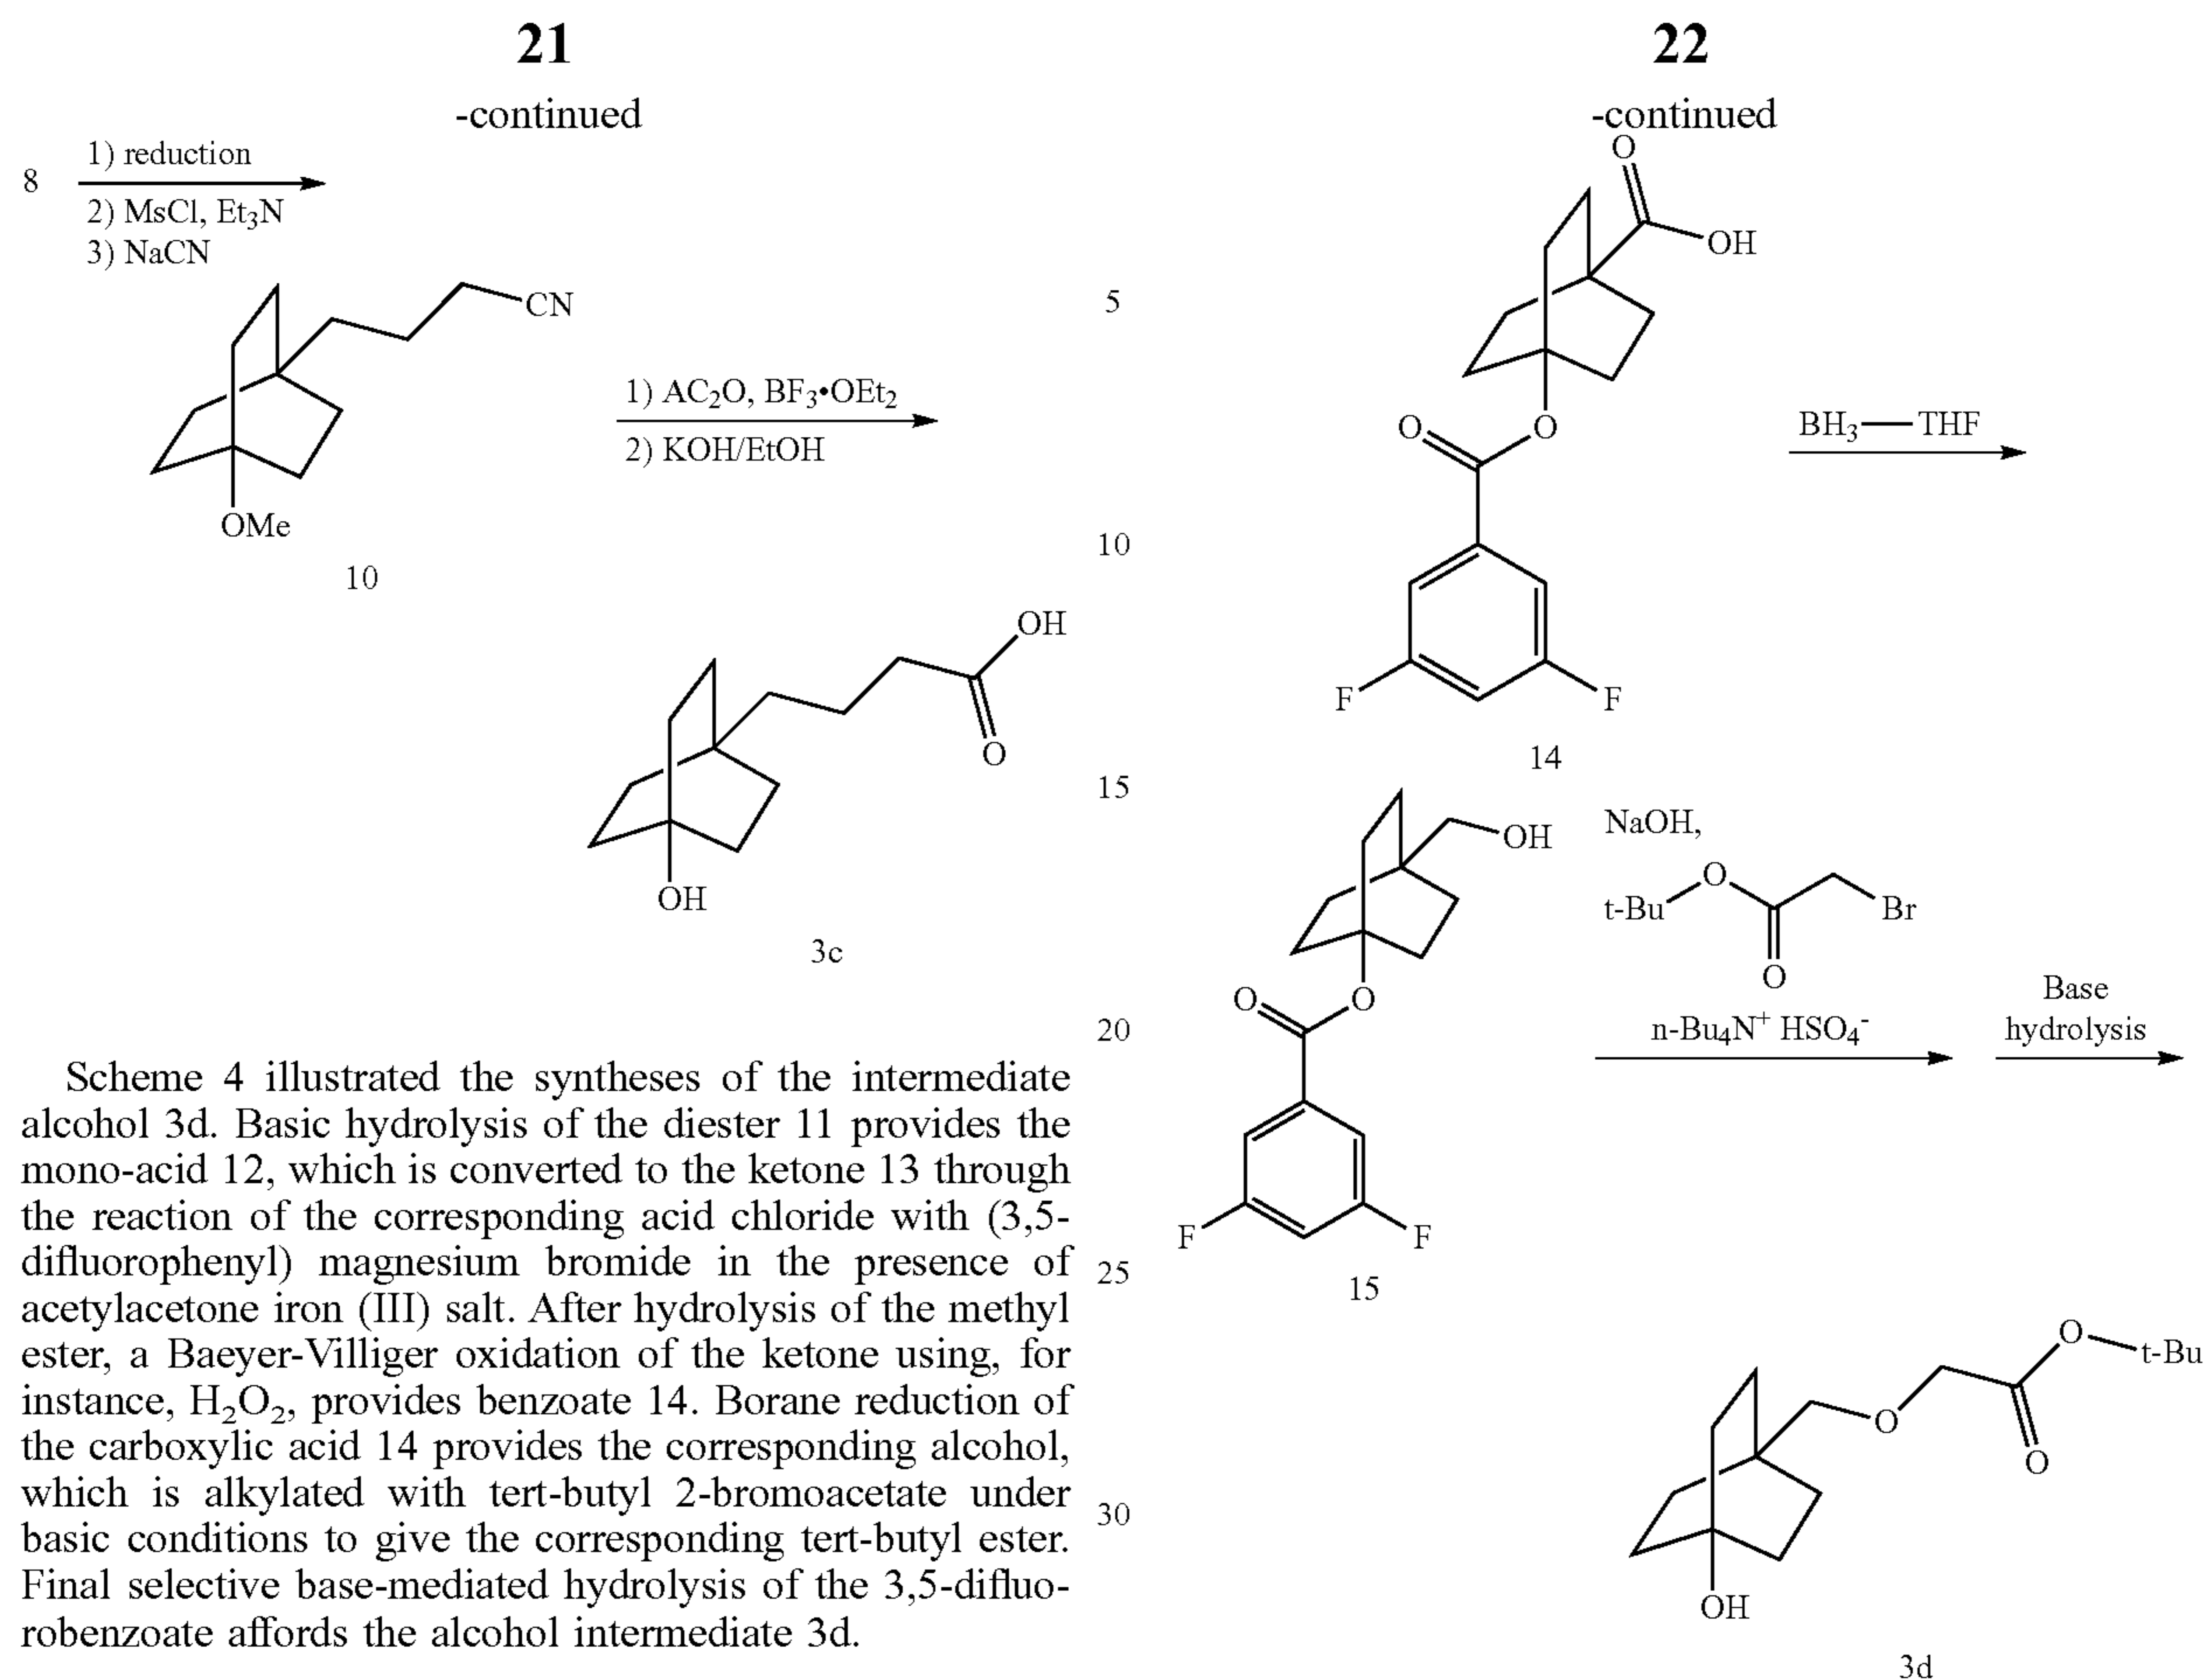 21
-continued
8
1) reduction
2) MsCl, Et₃N
3) NaCN
CN
OMe
10
1) AC₂O, BF₃•OEt₂
2) KOH/EtOH
OH
O
OH
3c
Scheme 4 illustrated the syntheses of the intermediate
alcohol 3d. Basic hydrolysis of the diester 11 provides the
mono-acid 12, which is converted to the ketone 13 through
the reaction of the corresponding acid chloride with (3,5-
difluorophenyl) magnesium bromide in the presence of
acetylacetone iron (III) salt. After hydrolysis of the methyl
ester, a Baeyer-Villiger oxidation of the ketone using, for
instance, H₂O₂, provides benzoate 14. Borane reduction of
the carboxylic acid 14 provides the corresponding alcohol,
which is alkylated with tert-butyl 2-bromoacetate under
basic conditions to give the corresponding tert-butyl ester.
Final selective base-mediated hydrolysis of the 3,5-difluo-
robenzoate affords the alcohol intermediate 3d.
5
10
15
20
25
30
22
-continued
O
OH
O
O
F
F
14
BH₃—THF
OH
O
O
F
F
15
NaOH,
O
t-Bu
Br
O
n-Bu₄N⁺ HSO₄⁻
Base
hydrolysis
O
t-Bu
O
O
OH
3d